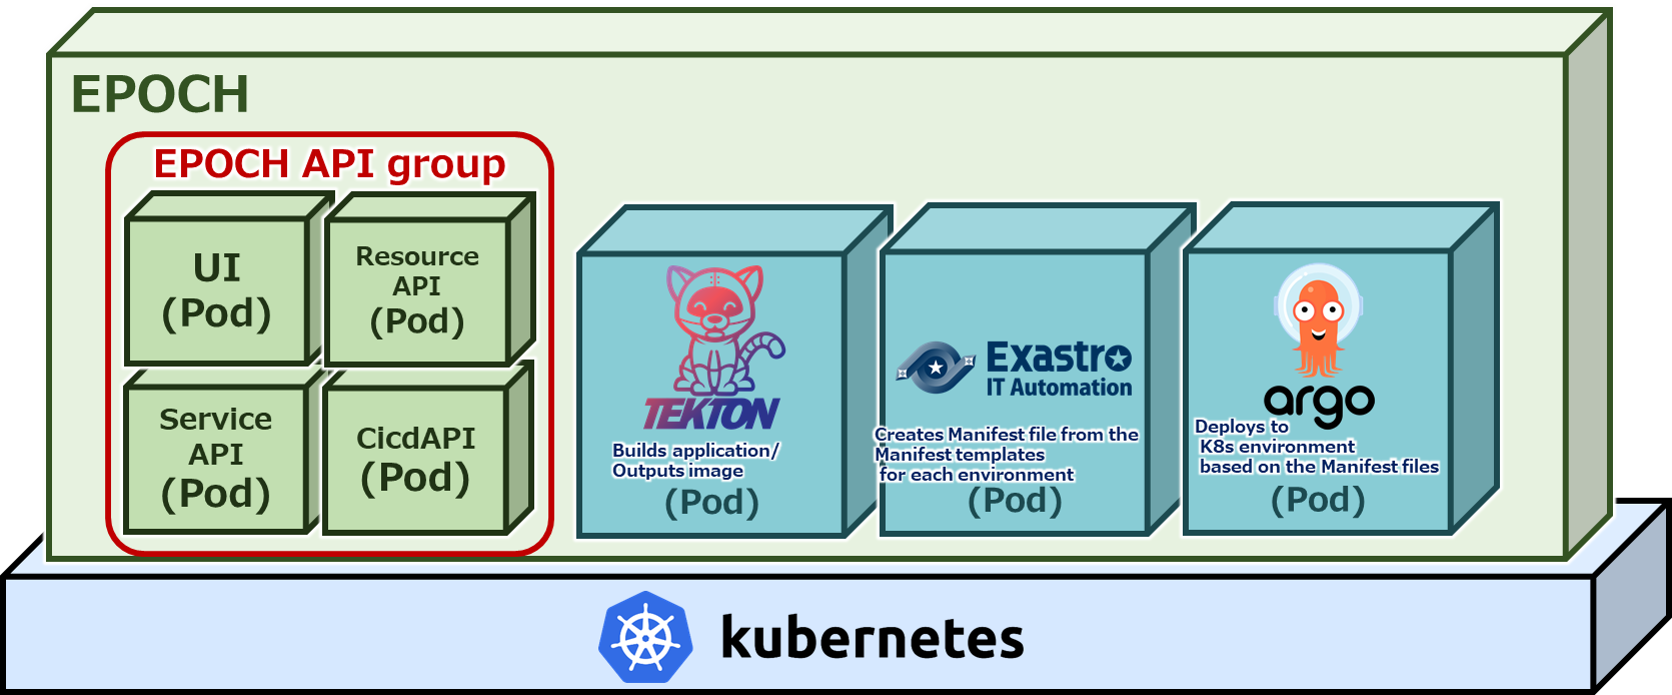 EPOCH
EPOCH API group
UI
(Pod)
Resource
API
(Pod)
Service
API
(Pod)
CicdAPI
(Pod)
TEKTON
Builds application/
Outputs image
(Pod)
Exastro
IT Automation
Creates Manifest file from the
Manifest templates
for each environment
(Pod)
argo
Deploys to
K8s environment
based on the Manifest files
(Pod)
kubernetes